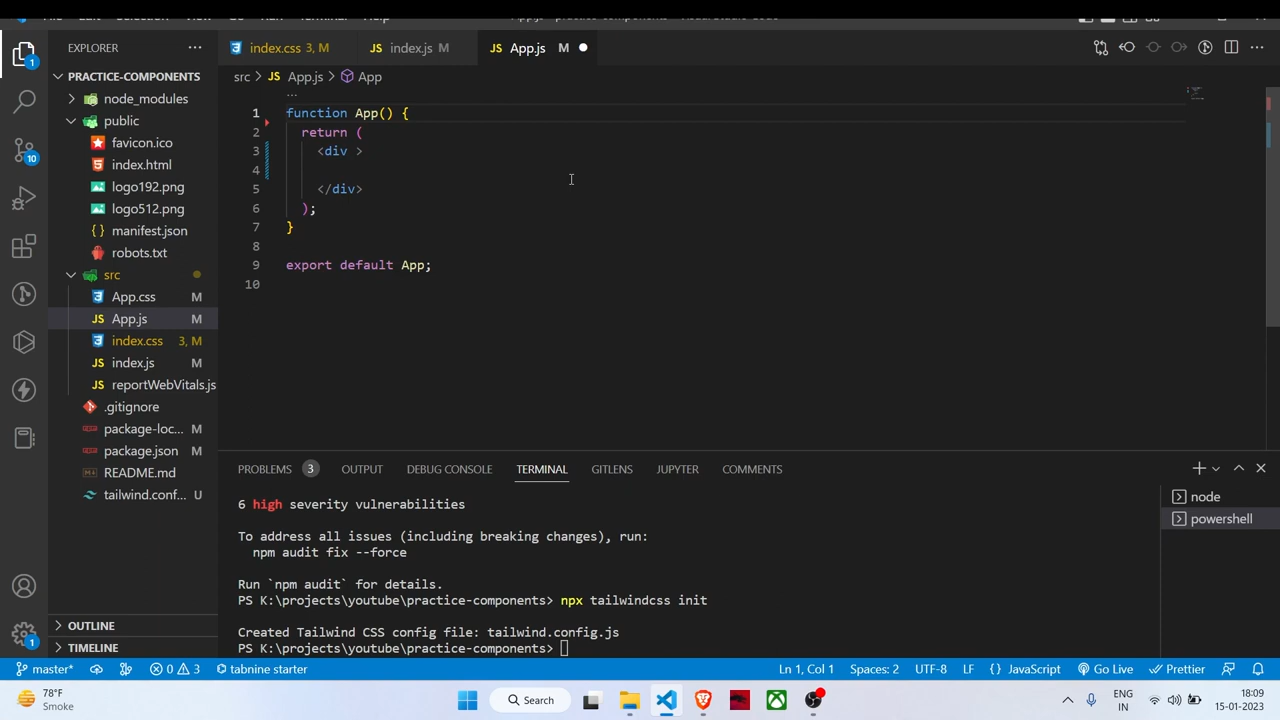 EXPLORER
PRACTICE-COMPONENTS
node_modules
public
favicon.ico
index.html
logo192.png
logo512.png
manifest.json
robots.txt
src
App.css M
App.js M
index.css 3, M
index.js M
reportWebVitals.js
.gitignore
package-loc... M
package.json M
README.md
tailwind.conf... U
OUTLINE
TIMELINE
index.css 3, M
index.js M
App.js M
src > JS App.js > App
...
1 function App() {
2 return (
3 <div >
4
5 </div>
6 );
7 }
8
9 export default App;
10
PROBLEMS 3 OUTPUT DEBUG CONSOLE TERMINAL GITLENS JUPYTER COMMENTS
6 high severity vulnerabilities
To address all issues (including breaking changes), run:
npm audit fix --force
Run `npm audit` for details.
PS K:\projects\youtube\practice-components> npx tailwindcss init
Created Tailwind CSS config file: tailwind.config.js
PS K:\projects\youtube\practice-components>
node
powershell
master* 0 3 tabnine starter Ln 1, Col 1 Spaces: 2 UTF-8 LF {} JavaScript Go Live Prettier
78°F
Smoke
Search
ENG
IN
18:09
15-01-2023